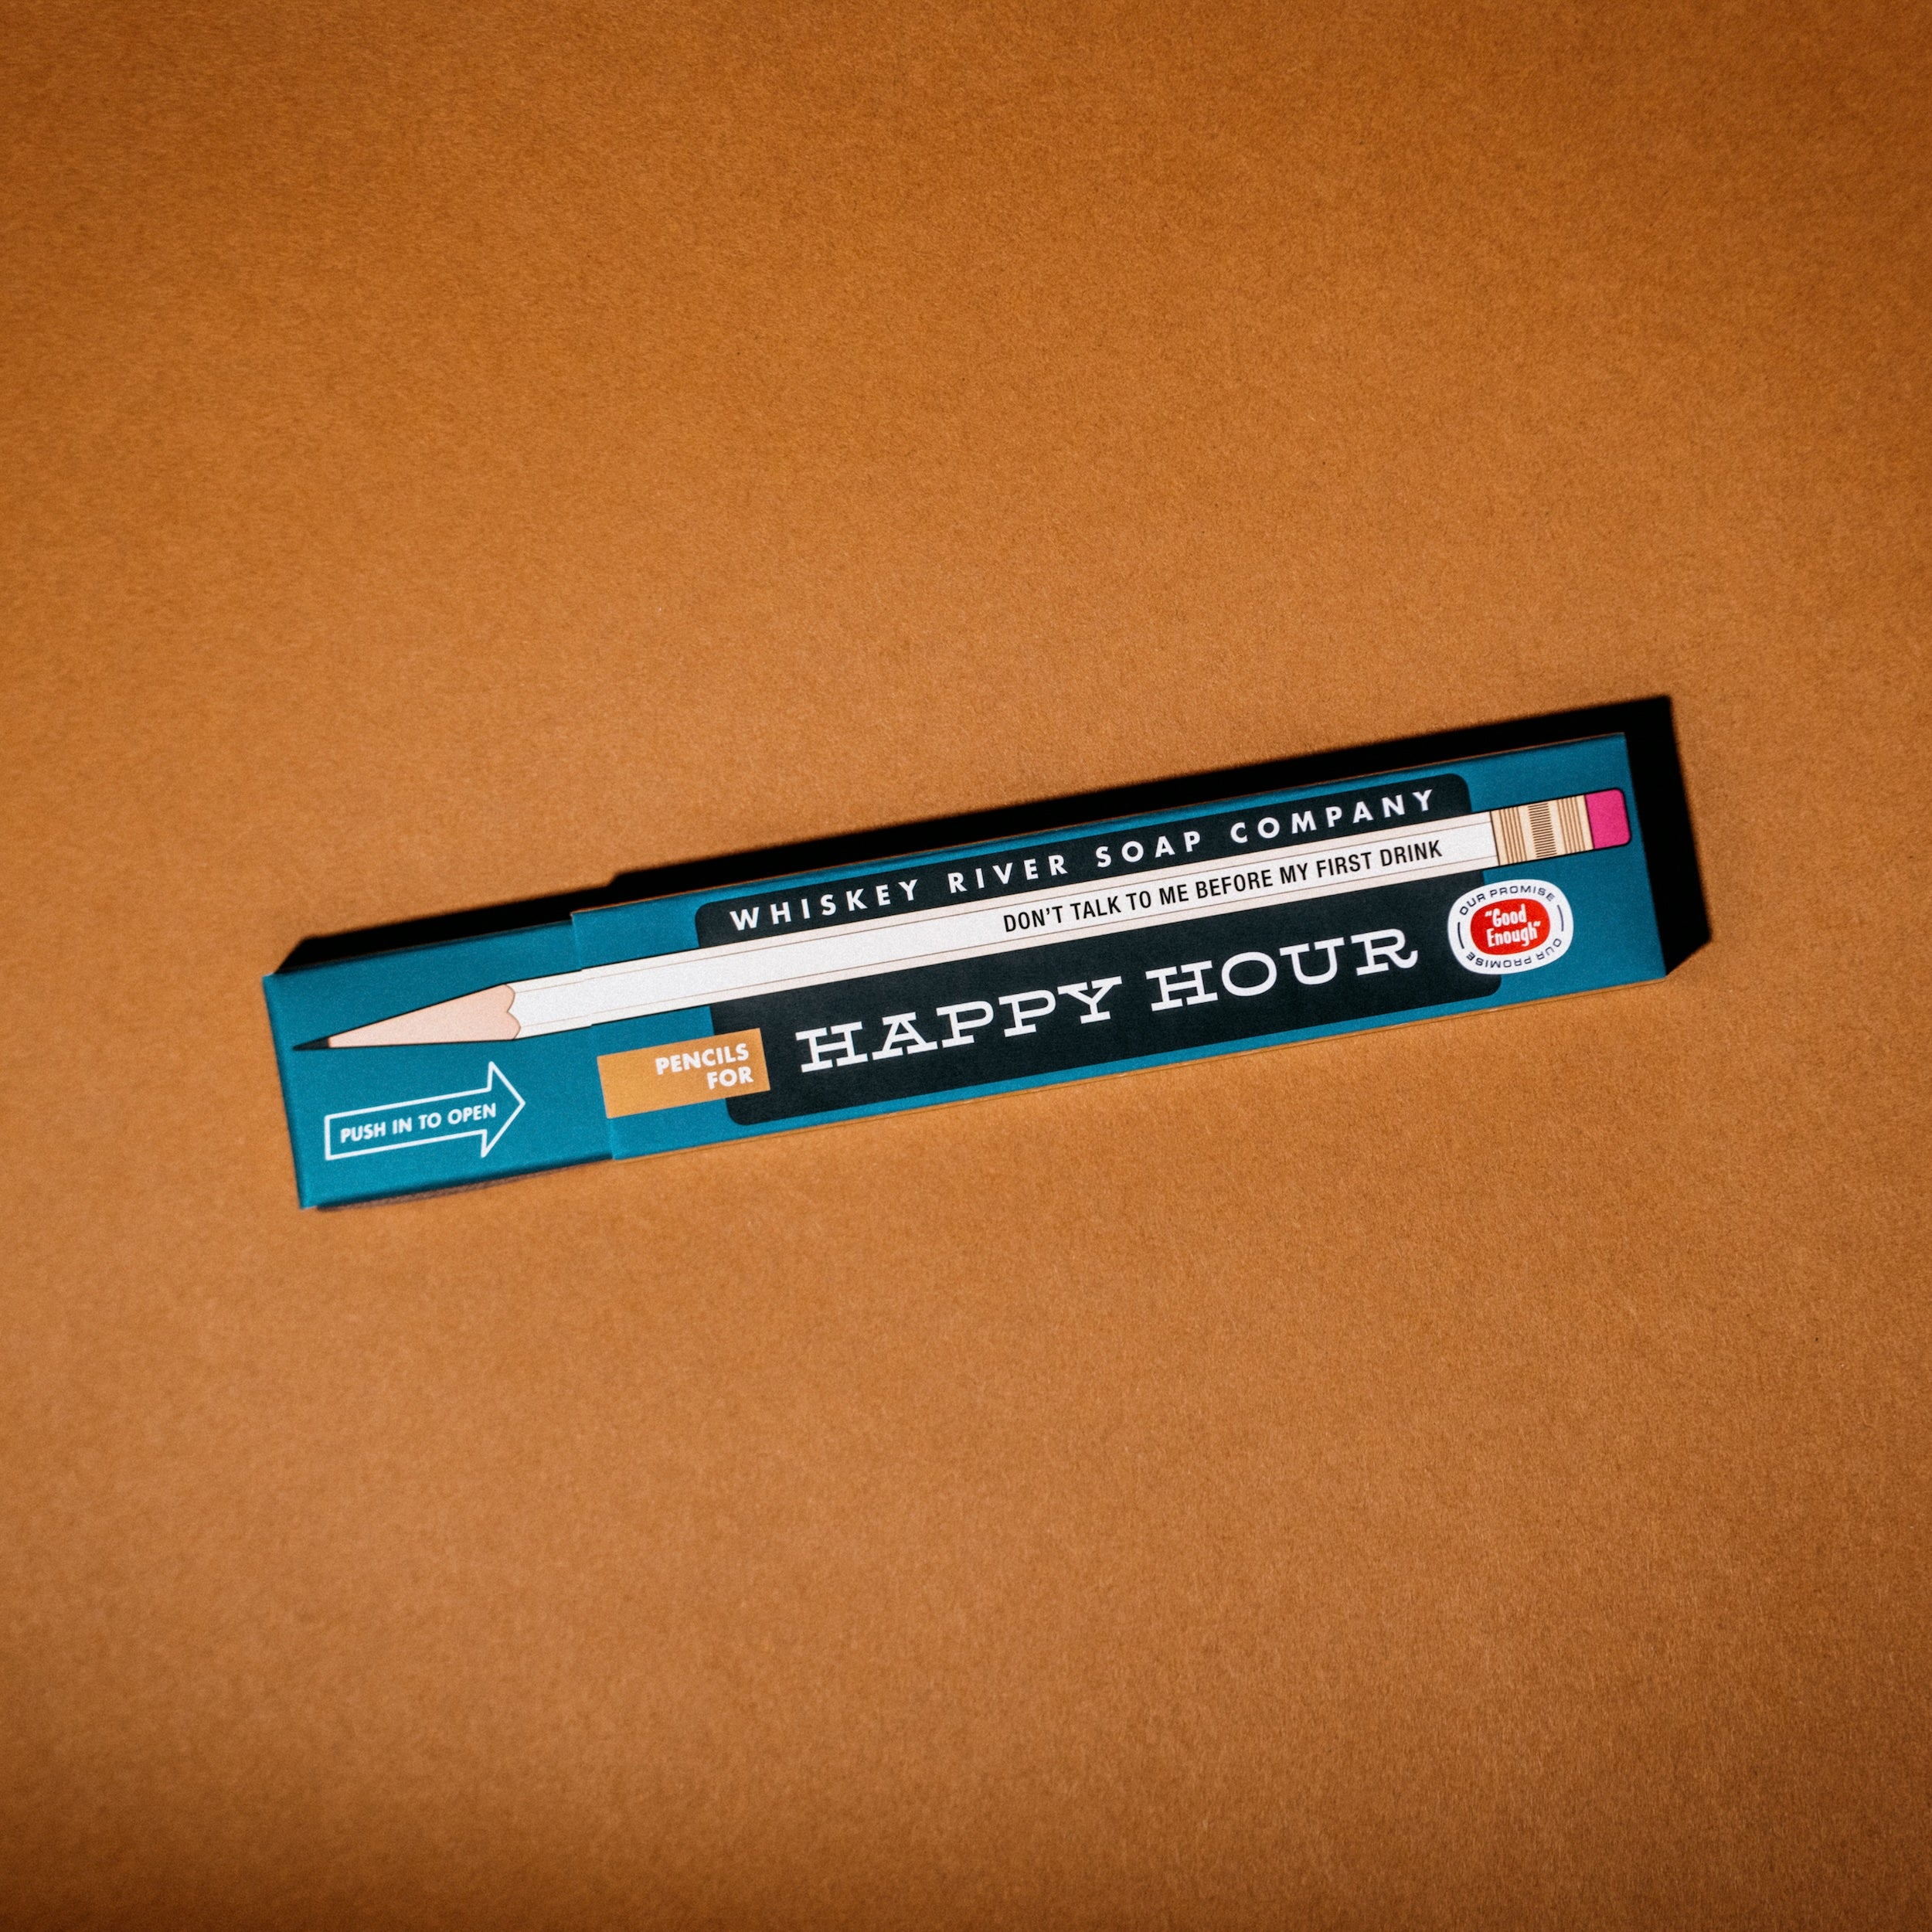 WHISKEY RIVER SOAP COMPANY
DON'T TALK TO ME BEFORE MY FIRST DRINK
PENCILS
FOR
HAPPY HOUR
OUR PROMISE
"Good
Enough"
OUR PROMISE
PUSH IN TO OPEN